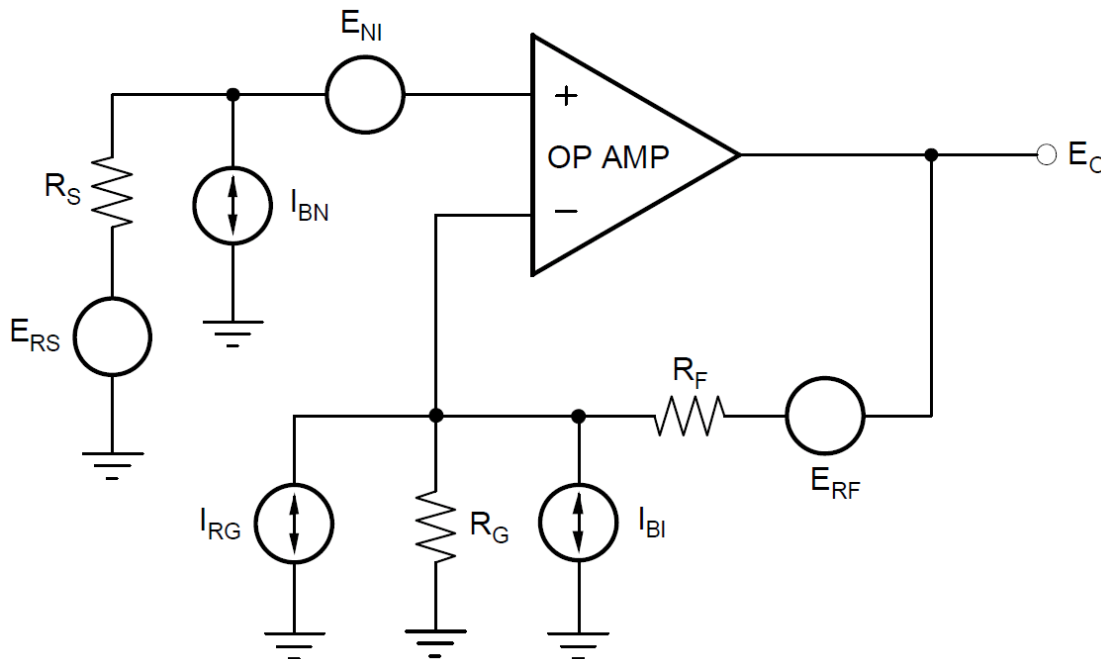 E_NI
+
OP AMP
−
E_O
R_S
I_BN
E_RS
R_F
E_RF
I_RG
R_G
I_BI